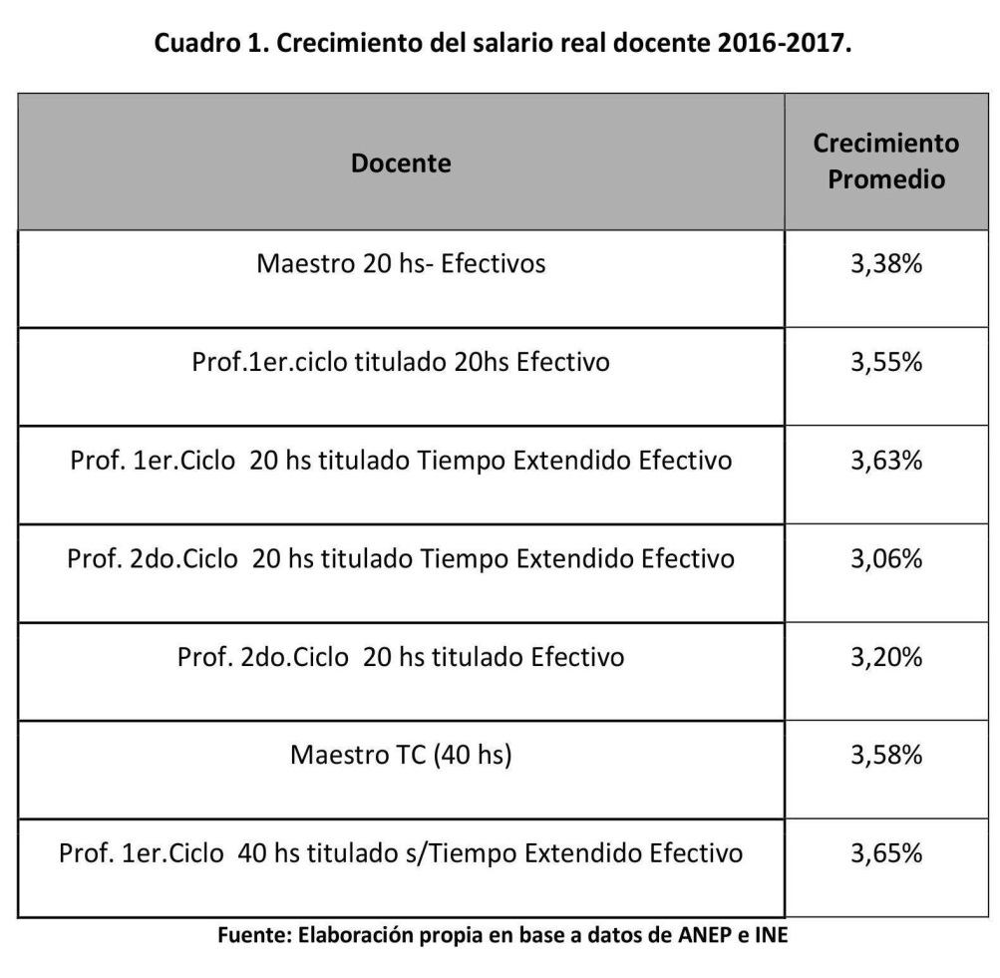 Cuadro 1. Crecimiento del salario real docente 2016-2017.
Docente
Crecimiento
Promedio
Maestro 20 hs- Efectivos 3,38%
Prof.1er.ciclo titulado 20hs Efectivo 3,55%
Prof. 1er.Ciclo  20 hs titulado Tiempo Extendido Efectivo 3,63%
Prof. 2do.Ciclo  20 hs titulado Tiempo Extendido Efectivo 3,06%
Prof. 2do.Ciclo  20 hs titulado Efectivo 3,20%
Maestro TC (40 hs) 3,58%
Prof. 1er.Ciclo  40 hs titulado s/Tiempo Extendido Efectivo 3,65%
Fuente: Elaboración propia en base a datos de ANEP e INE